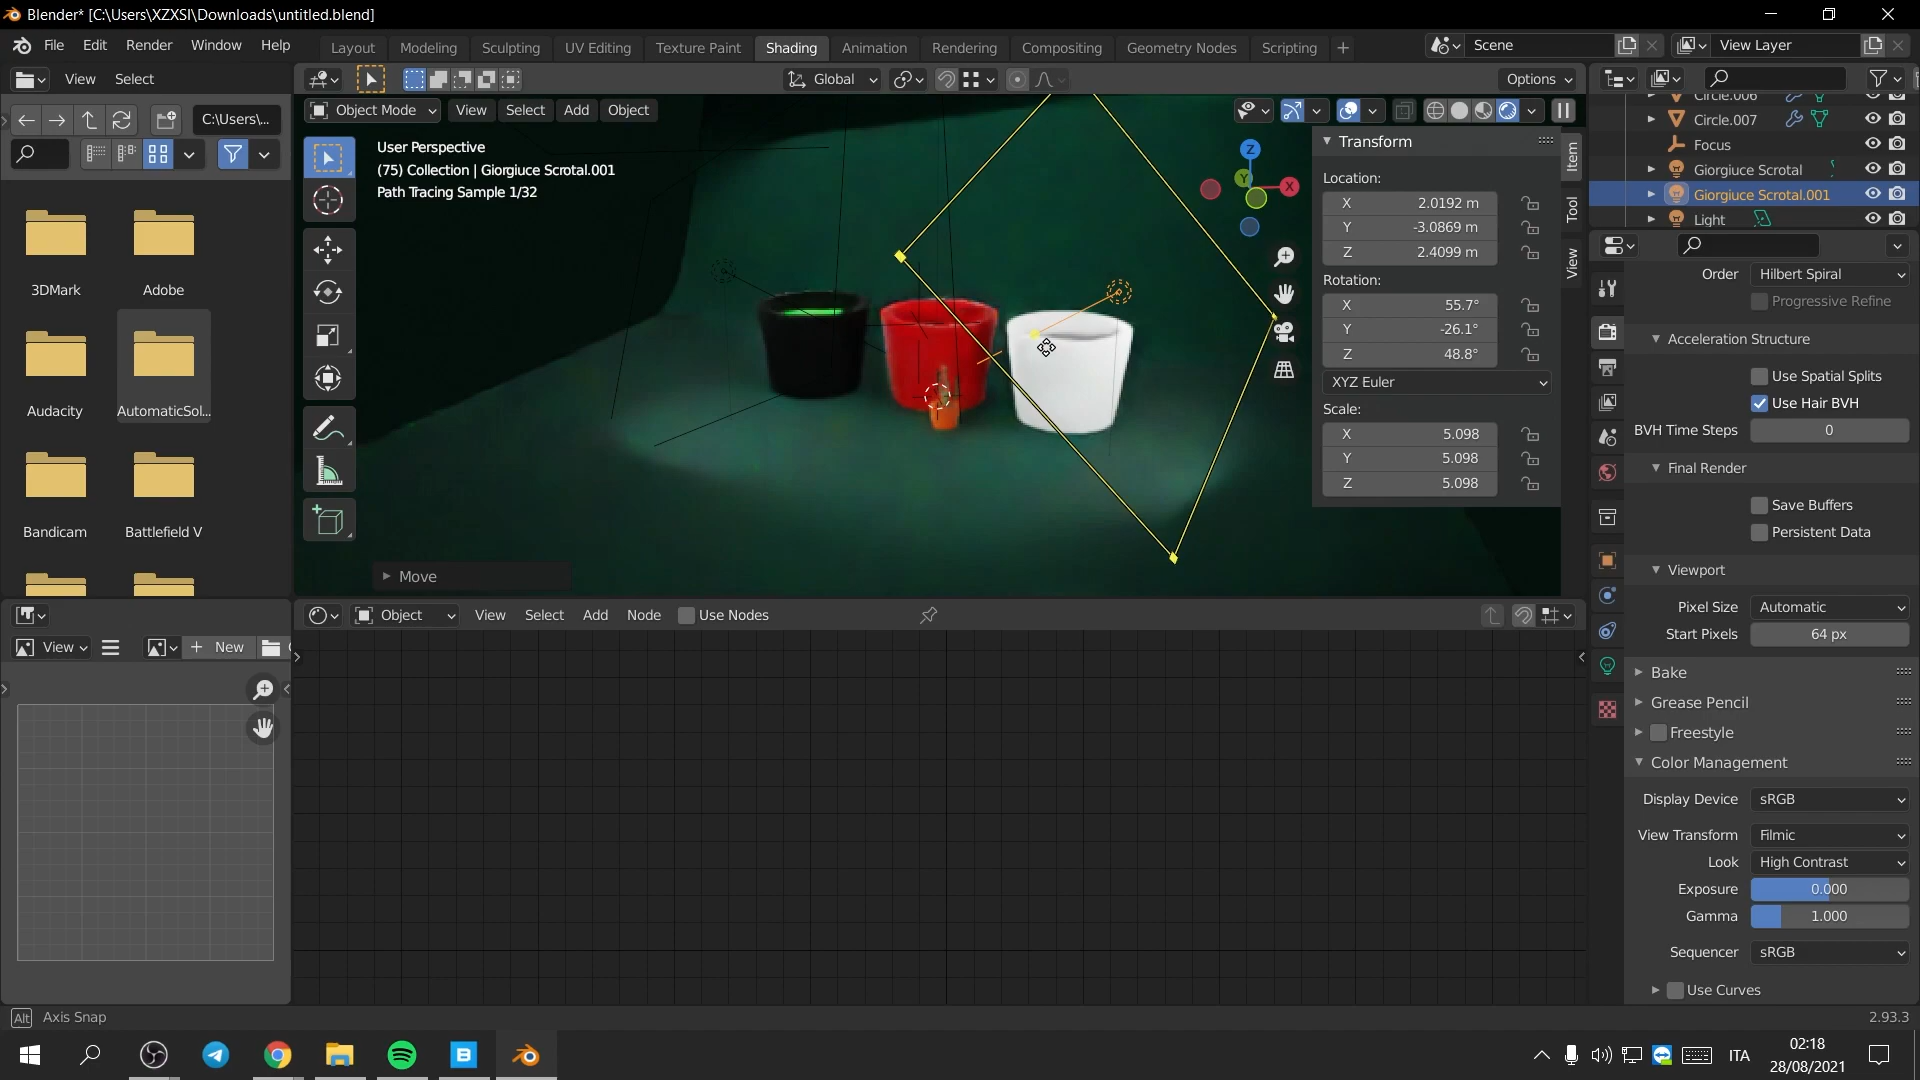 Blender* [C:\Users\XZXSI\Downloads\untitled.blend]
File Edit Render Window Help
Layout Modeling Sculpting UV Editing Texture Paint Shading Animation Rendering Compositing Geometry Nodes Scripting
Scene
View Layer
View Select
Global
Options
C:\Users\...
Object Mode View Select Add Object
User Perspective
(75) Collection | Giorgiuce Scrotal.001
Path Tracing Sample 1/32
3DMark
Adobe
Audacity
AutomaticSol...
Bandicam
Battlefield V
Z
Y
X
Transform
Location:
X 2.0192 m
Y -3.0869 m
Z 2.4099 m
Rotation:
X 55.7°
Y -26.1°
Z 48.8°
XYZ Euler
Scale:
X 5.098
Y 5.098
Z 5.098
Item
Tool
View
Move
Circle.006
Circle.007
Focus
Giorgiuce Scrotal
Giorgiuce Scrotal.001
Light
Order Hilbert Spiral
Progressive Refine
Acceleration Structure
Use Spatial Splits
Use Hair BVH
BVH Time Steps 0
Final Render
Save Buffers
Persistent Data
Viewport
Pixel Size Automatic
Start Pixels 64 px
Bake
Grease Pencil
Freestyle
Color Management
Display Device sRGB
View Transform Filmic
Look High Contrast
Exposure 0.000
Gamma 1.000
Sequencer sRGB
Use Curves
Object View Select Add Node Use Nodes
View
New
Alt Axis Snap
2.93.3
ITA
02:18
28/08/2021